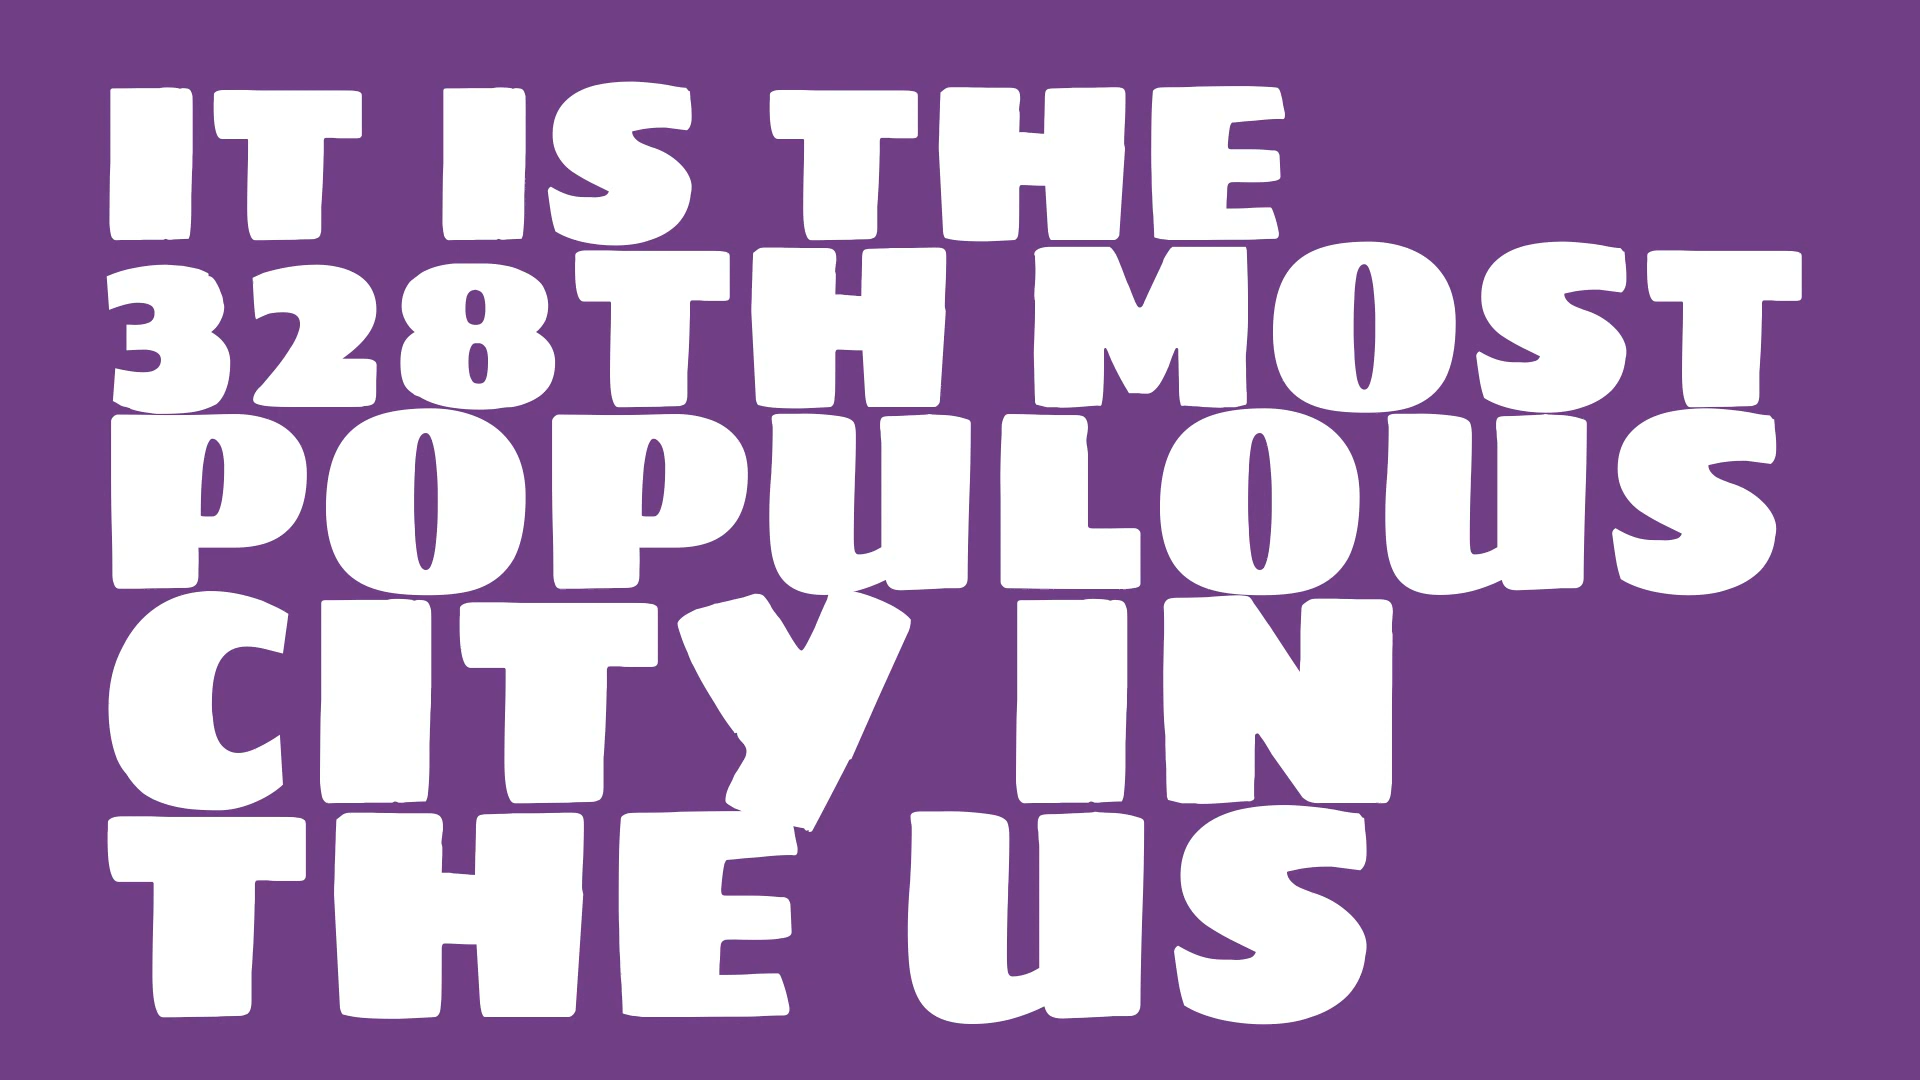 IT IS THE
328TH MOST
POPULOUS
CITY IN
THE US